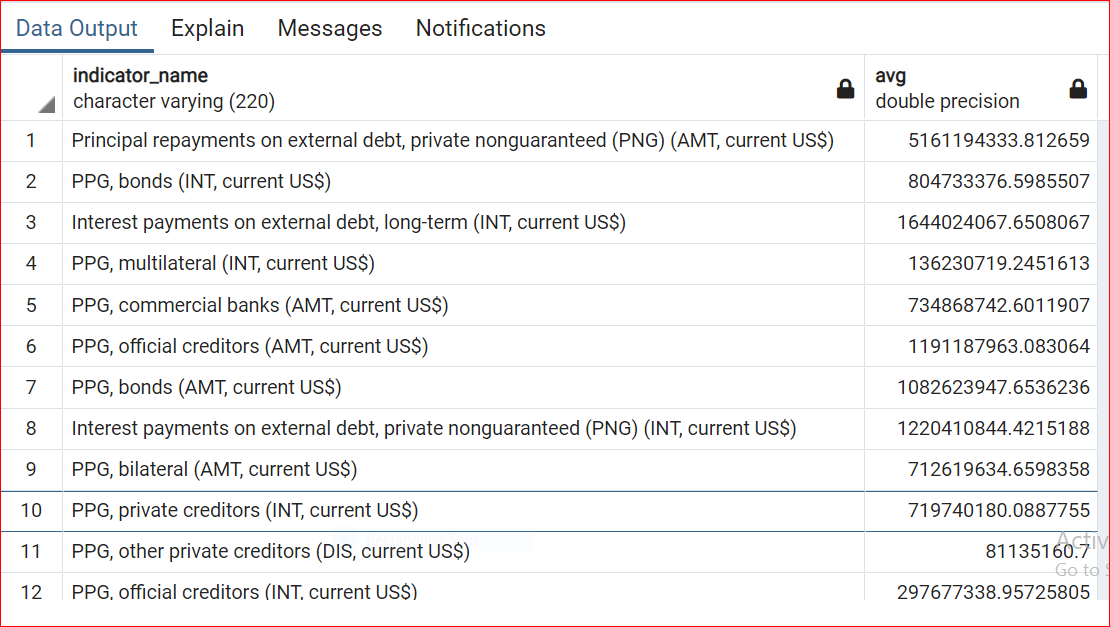 Data Output Explain Messages Notifications
indicator_name avg
character varying (220) double precision
1 Principal repayments on external debt, private nonguaranteed (PNG) (AMT, current US$) 5161194333.812659
2 PPG, bonds (INT, current US$) 804733376.5985507
3 Interest payments on external debt, long-term (INT, current US$) 1644024067.6508067
4 PPG, multilateral (INT, current US$) 136230719.2451613
5 PPG, commercial banks (AMT, current US$) 734868742.6011907
6 PPG, official creditors (AMT, current US$) 1191187963.083064
7 PPG, bonds (AMT, current US$) 1082623947.6536236
8 Interest payments on external debt, private nonguaranteed (PNG) (INT, current US$) 1220410844.4215188
9 PPG, bilateral (AMT, current US$) 712619634.6598358
10 PPG, private creditors (INT, current US$) 719740180.0887755
11 PPG, other private creditors (DIS, current US$) 81135160.7
Activ
Go to S
12 PPG, official creditors (INT, current US$) 297677338.95725805